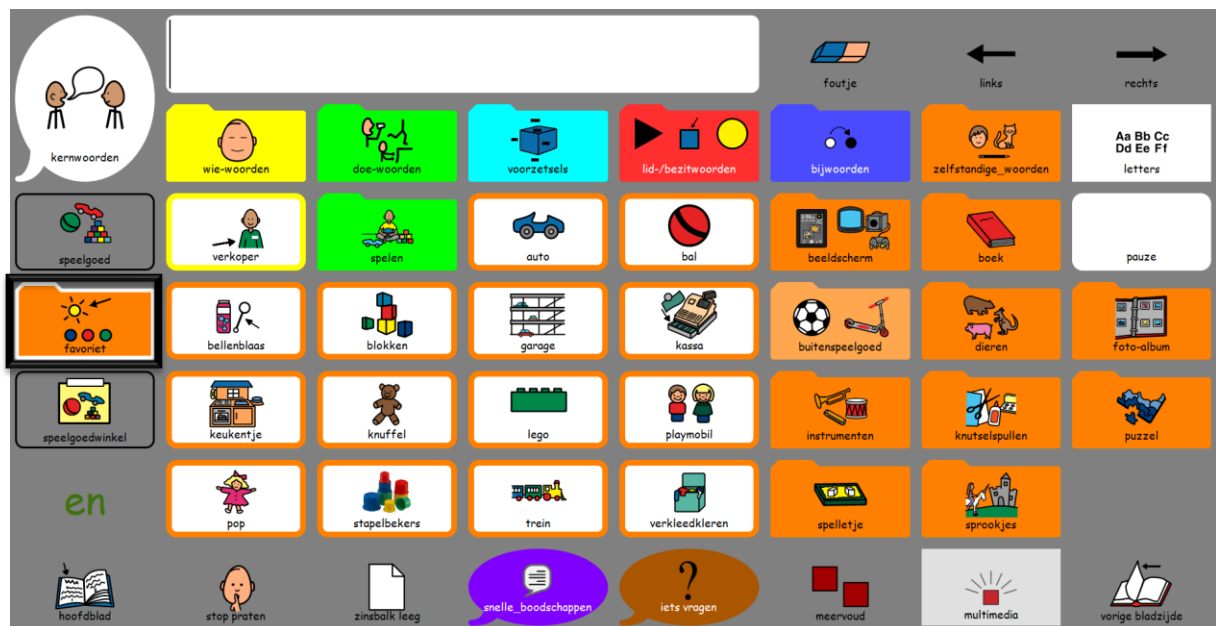 foutje
links
rechts
kernwoorden
wie-woorden
doe-woorden
voorzetsels
lid-/bezitwoorden
bijwoorden
zelfstandige_woorden
Aa Bb Cc
Dd Ee Ff
letters
speelgoed
verkoper
spelen
auto
bal
beeldscherm
boek
pauze
favoriet
bellenblaas
blokken
garage
kassa
buitenspeelgoed
dieren
foto-album
speelgoedwinkel
keukentje
knuffel
lego
playmobil
instrumenten
knutselspullen
puzzel
en
pop
stapelbekers
trein
verkleedkleren
spelletje
sprookjes
hoofdblad
stop praten
zinsbalk leeg
snelle_boodschappen
?
iets vragen
meervoud
multimedia
vorige bladzijde